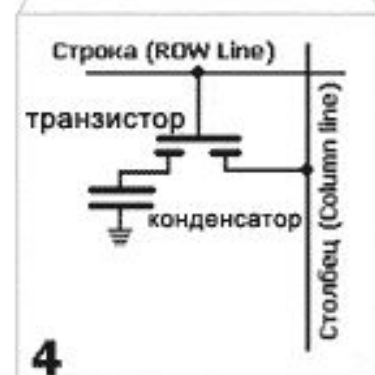 Строка (ROW Line)
транзистор
конденсатор
Столбец (Column line)
4